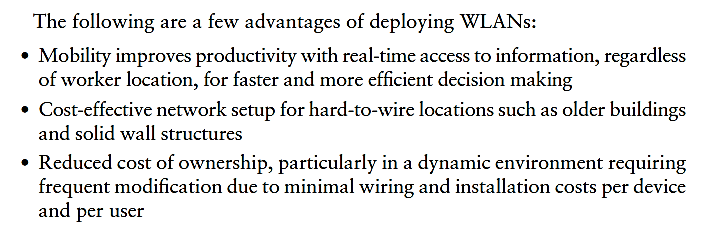 The following are a few advantages of deploying WLANs:
• Mobility improves productivity with real-time access to information, regardless
of worker location, for faster and more efficient decision making
• Cost-effective network setup for hard-to-wire locations such as older buildings
and solid wall structures
• Reduced cost of ownership, particularly in a dynamic environment requiring
frequent modification due to minimal wiring and installation costs per device
and per user